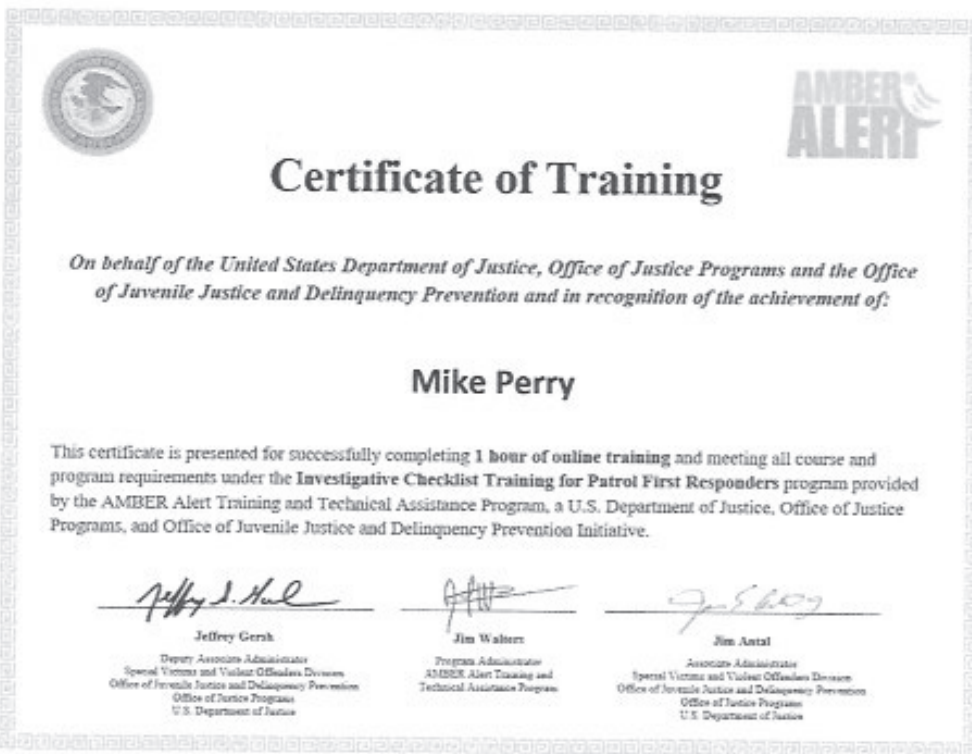 AMBER
ALERT
Certificate of Training
On behalf of the United States Department of Justice, Office of Justice Programs and the Office
of Juvenile Justice and Delinquency Prevention and in recognition of the achievement of:
Mike Perry
This certificate is presented for successfully completing 1 hour of online training and meeting all course and
program requirements under the Investigative Checklist Training for Patrol First Responders program provided
by the AMBER Alert Training and Technical Assistance Program, a U.S. Department of Justice, Office of Justice
Programs, and Office of Juvenile Justice and Delinquency Prevention Initiative.
Jeffrey Gersh
Deputy Associate Administrator
Special Victims and Violent Offenders Division
Office of Juvenile Justice and Delinquency Prevention
Office of Justice Programs
U.S. Department of Justice
Jim Walters
Program Administrator
AMBER Alert Training and
Technical Assistance Program
Jim Antal
Associate Administrator
Special Victims and Violent Offenders Division
Office of Juvenile Justice and Delinquency Prevention
Office of Justice Programs
U.S. Department of Justice